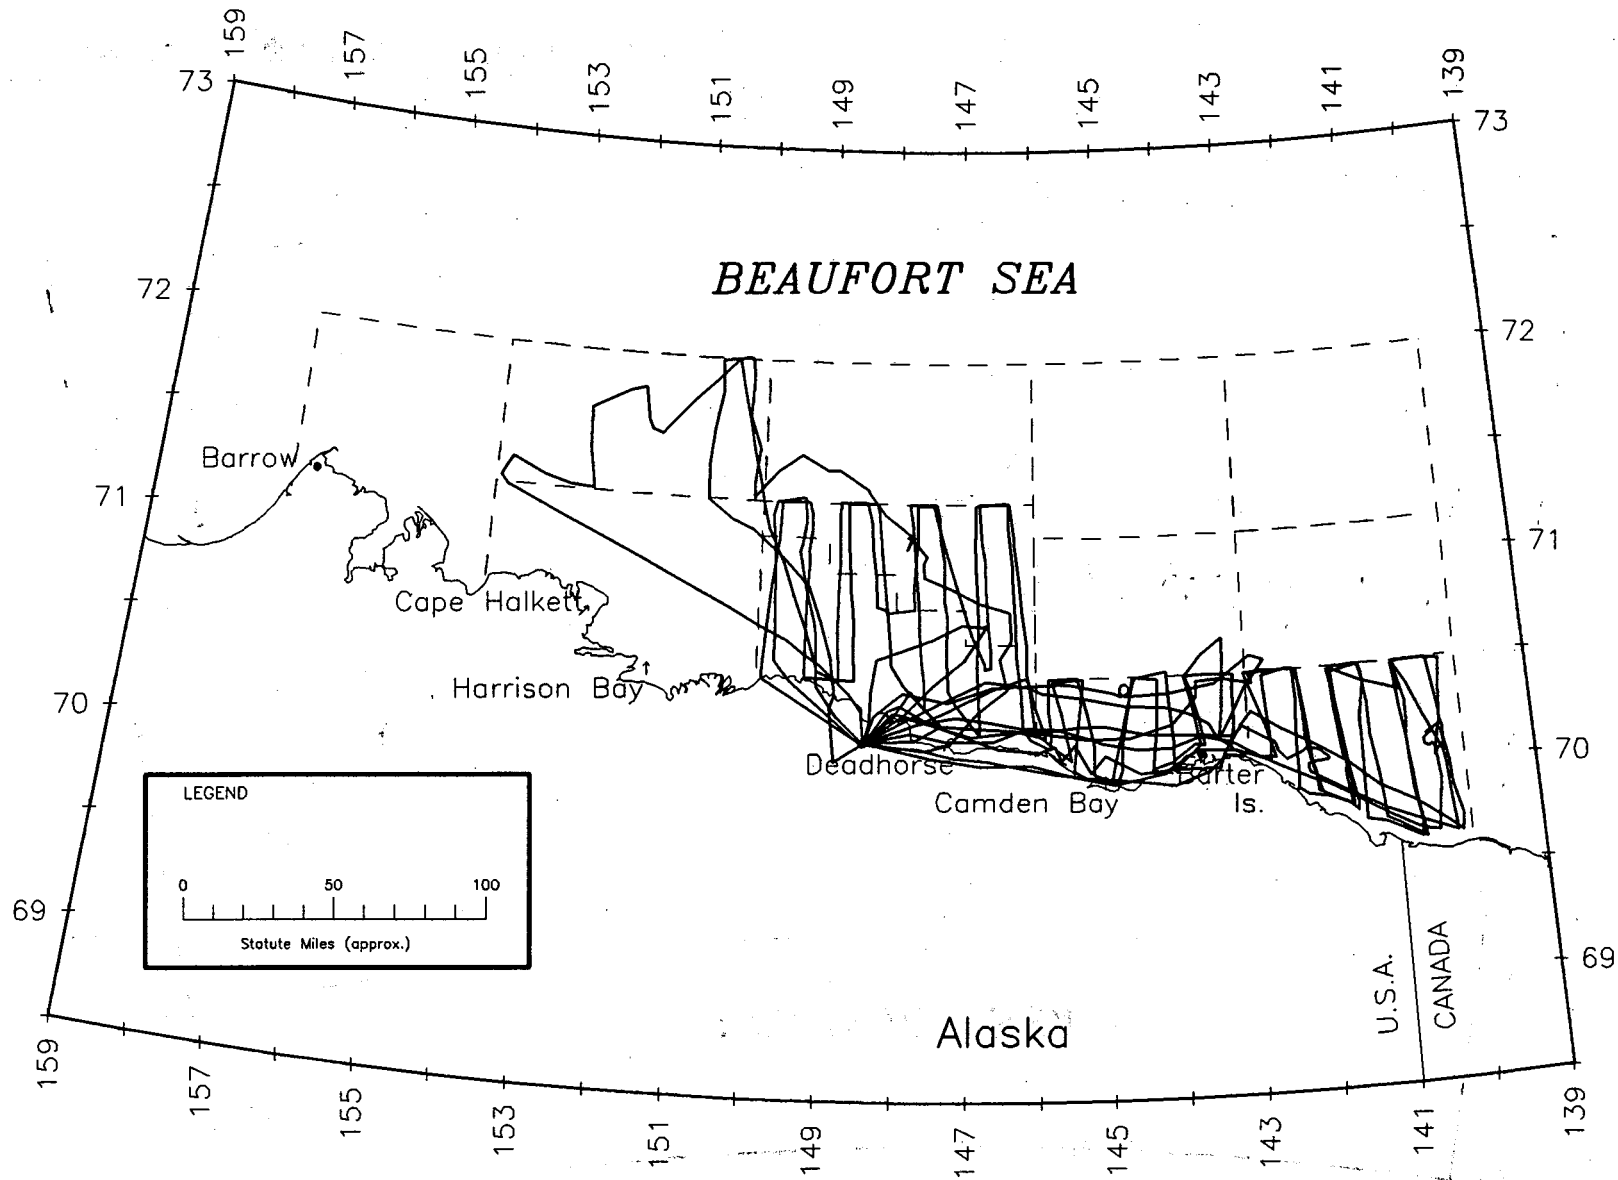 159
157
155
153
151
149
147
145
143
141
139
73
73
BEAUFORT SEA
72
72
Barrow
71
71
Cape Halkett
Harrison Bay
70
70
Deadhorse
Barter
Is.
Camden Bay
LEGEND
0 50 100
Statute Miles (approx.)
69
69
U.S.A.
CANADA
Alaska
159
157
155
153
151
149
147
145
143
141
139